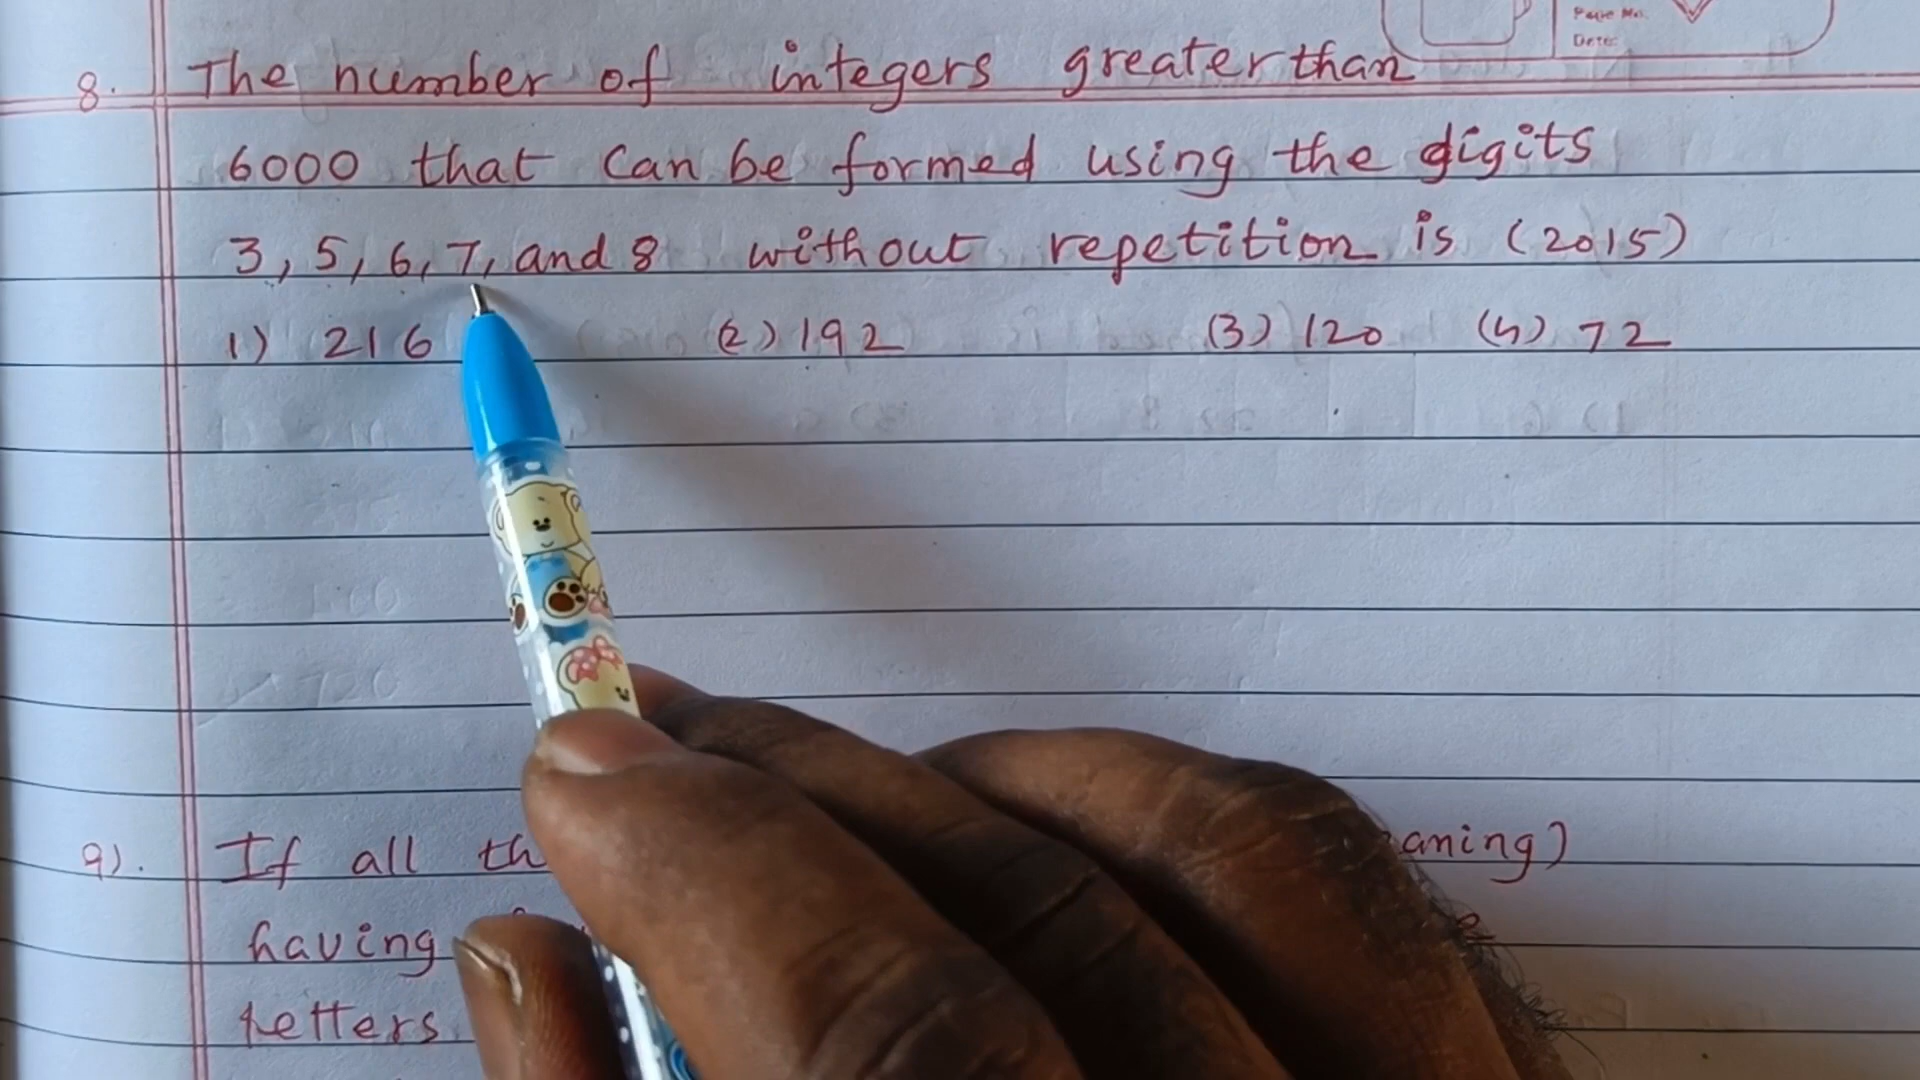 Page No.
Date:
8. The number of integers greater than
6000 that can be formed using the digits
3, 5, 6, 7, and 8 without repetition is (2015)
1) 216 (2) 192 (3) 120 (4) 72
9). If all th aning)
having
letters